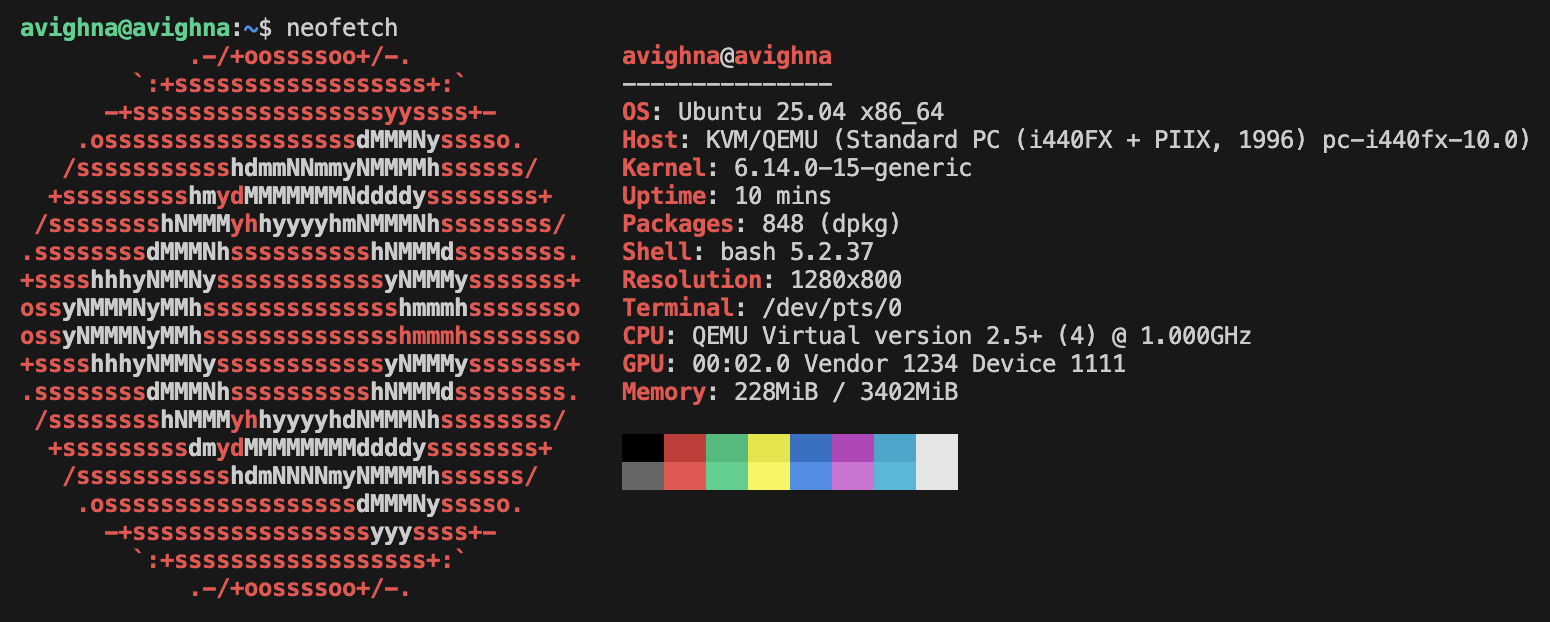 avighna@avighna:~$ neofetch
             .-/+oossssoo+/-.               avighna@avighna
         `:+ssssssssssssssssss+:`           ---------------
      -+ssssssssssssssssssyyssss+-          OS: Ubuntu 25.04 x86_64
    .ossssssssssssssssssdMMMNysssso.        Host: KVM/QEMU (Standard PC (i440FX + PIIX, 1996) pc-i440fx-10.0)
   /ssssssssssshdmmNNmmyNMMMMhssssss/       Kernel: 6.14.0-15-generic
  +ssssssssshmydMMMMMMMNddddyssssssss+      Uptime: 10 mins
 /sssssssshNMMMyhhyyyyhmNMMMNhssssssss/     Packages: 848 (dpkg)
.ssssssssdMMMNhsssssssssshNMMMdssssssss.    Shell: bash 5.2.37
+sssshhhyNMMNyssssssssssssyNMMMysssssss+    Resolution: 1280x800
ossyNMMMNyMMhsssssssssssssshmmmhssssssso    Terminal: /dev/pts/0
ossyNMMMNyMMhsssssssssssssshmmmhssssssso    CPU: QEMU Virtual version 2.5+ (4) @ 1.000GHz
+sssshhhyNMMNyssssssssssssyNMMMysssssss+    GPU: 00:02.0 Vendor 1234 Device 1111
.ssssssssdMMMNhsssssssssshNMMMdssssssss.    Memory: 228MiB / 3402MiB
 /sssssssshNMMMyhhyyyyhdNMMMNhssssssss/
  +sssssssssdmydMMMMMMMMddddyssssssss+
   /ssssssssssshdmNNNNmyNMMMMhssssss/
    .ossssssssssssssssssdMMMNysssso.
      -+sssssssssssssssssyyyssss+-
        `:+ssssssssssssssssss+:`
            .-/+oossssoo+/-.